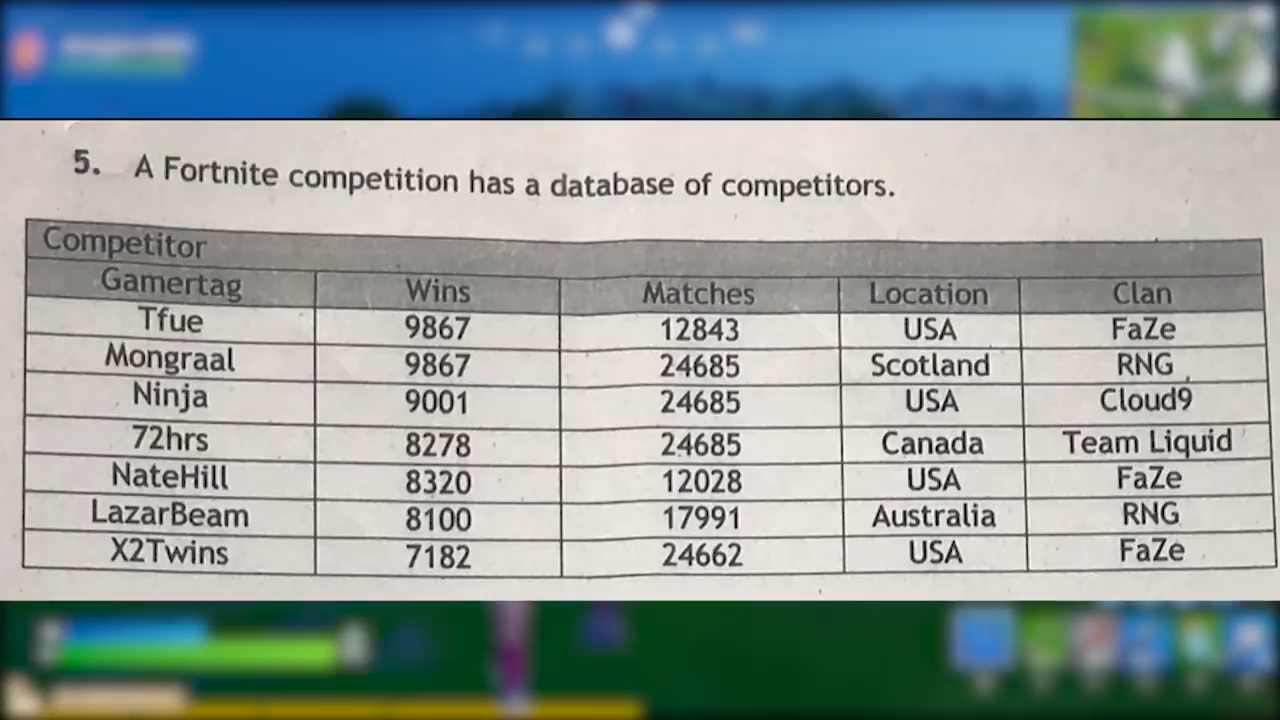 5. A Fortnite competition has a database of competitors.
Competitor
Gamertag Wins Matches Location Clan
Tfue 9867 12843 USA FaZe
Mongraal 9867 24685 Scotland RNG
Ninja 9001 24685 USA Cloud9
72hrs 8278 24685 Canada Team Liquid
NateHill 8320 12028 USA FaZe
LazarBeam 8100 17991 Australia RNG
X2Twins 7182 24662 USA FaZe